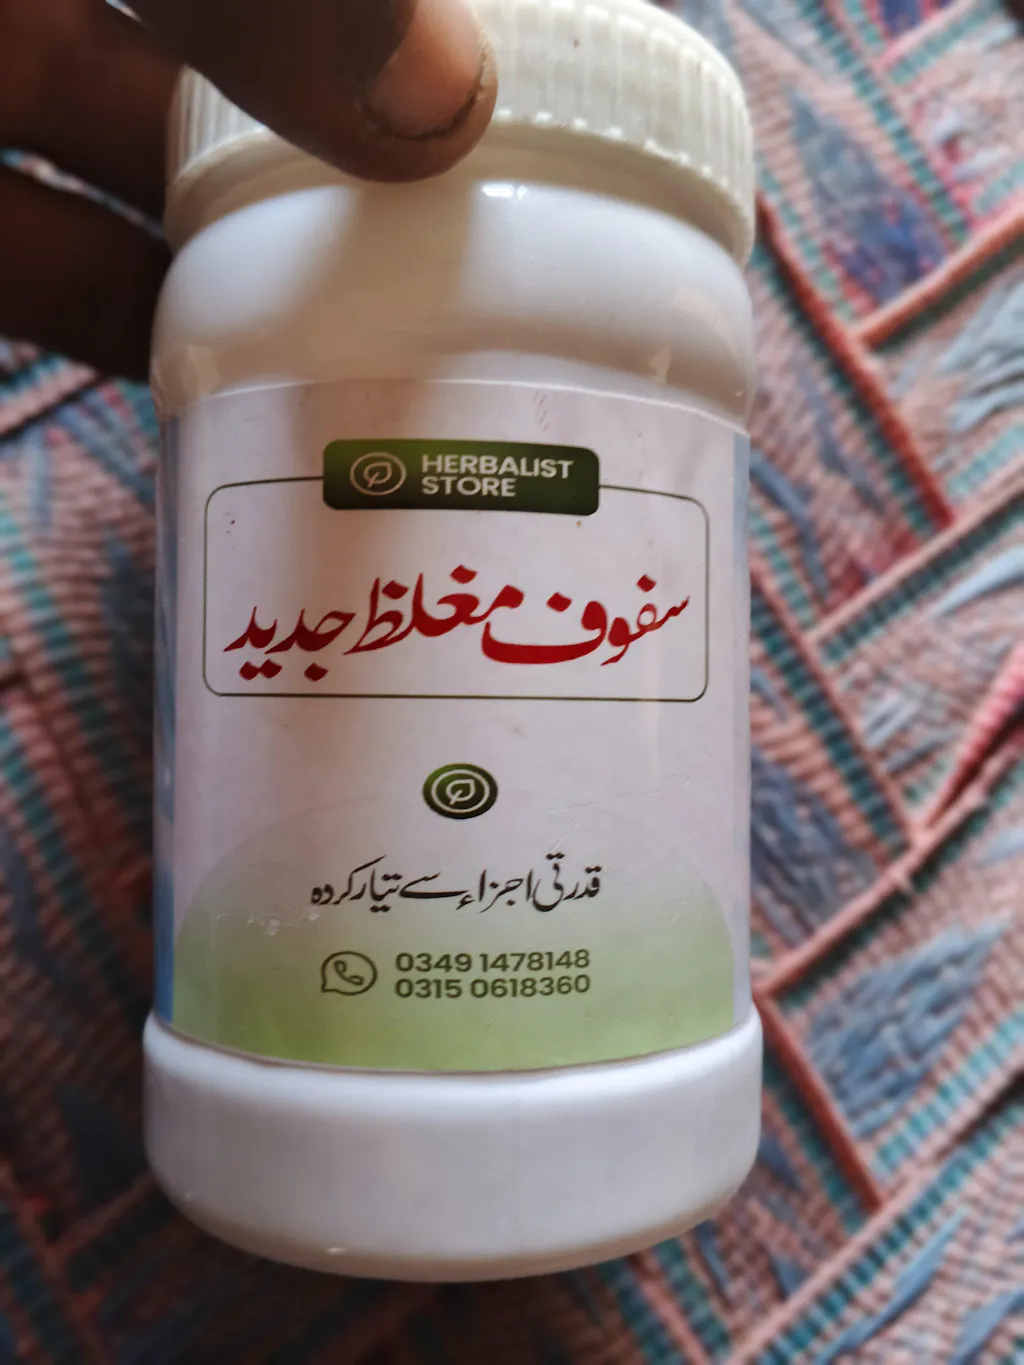 HERBALIST
STORE
سفوف مغلظ جدید
قدرتی اجزاء سے تیار کردہ
0349 1478148
0315 0618360